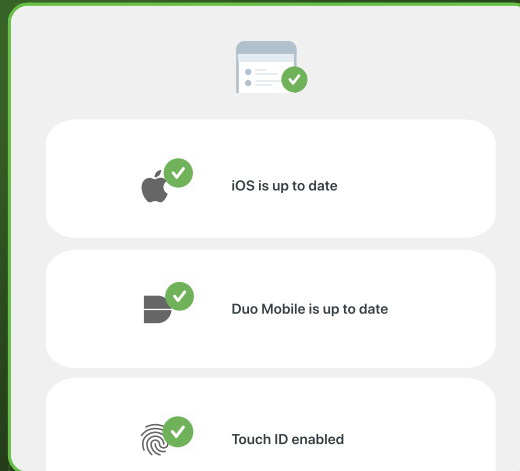 iOS is up to date
Duo Mobile is up to date
Touch ID enabled